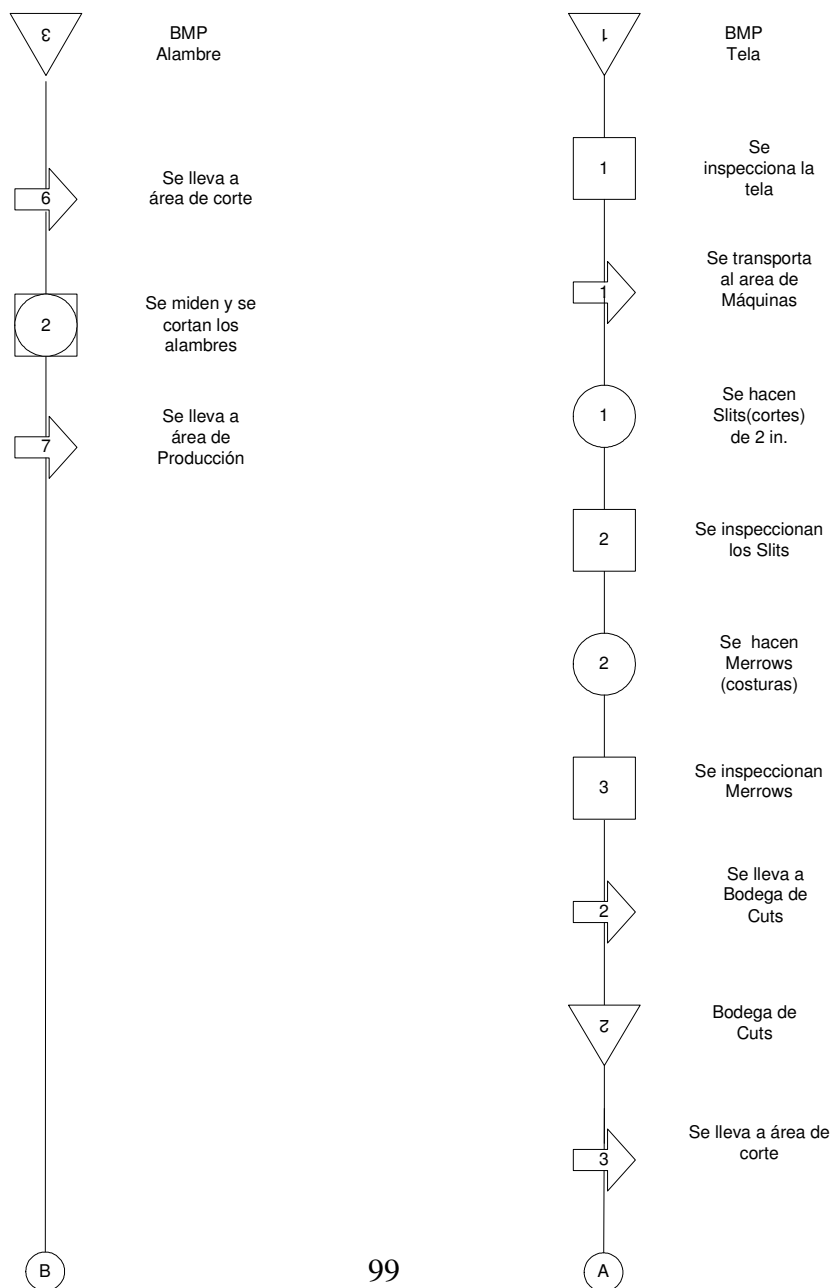 3
BMP
Alambre
6
Se lleva a
área de corte
2
Se miden y se
cortan los
alambres
7
Se lleva a
área de
Producción
B
1
BMP
Tela
1
Se
inspecciona la
tela
1
Se transporta
al area de
Máquinas
1
Se hacen
Slits(cortes)
de 2 in.
2
Se inspeccionan
los Slits
2
Se hacen
Merrows
(costuras)
3
Se inspeccionan
Merrows
2
Se lleva a
Bodega de
Cuts
2
Bodega de
Cuts
3
Se lleva a área de
corte
A
99